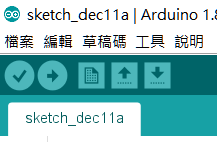 sketch_dec11a | Arduino 1.8
檔案 編輯 草稿碼 工具 說明
sketch_dec11a